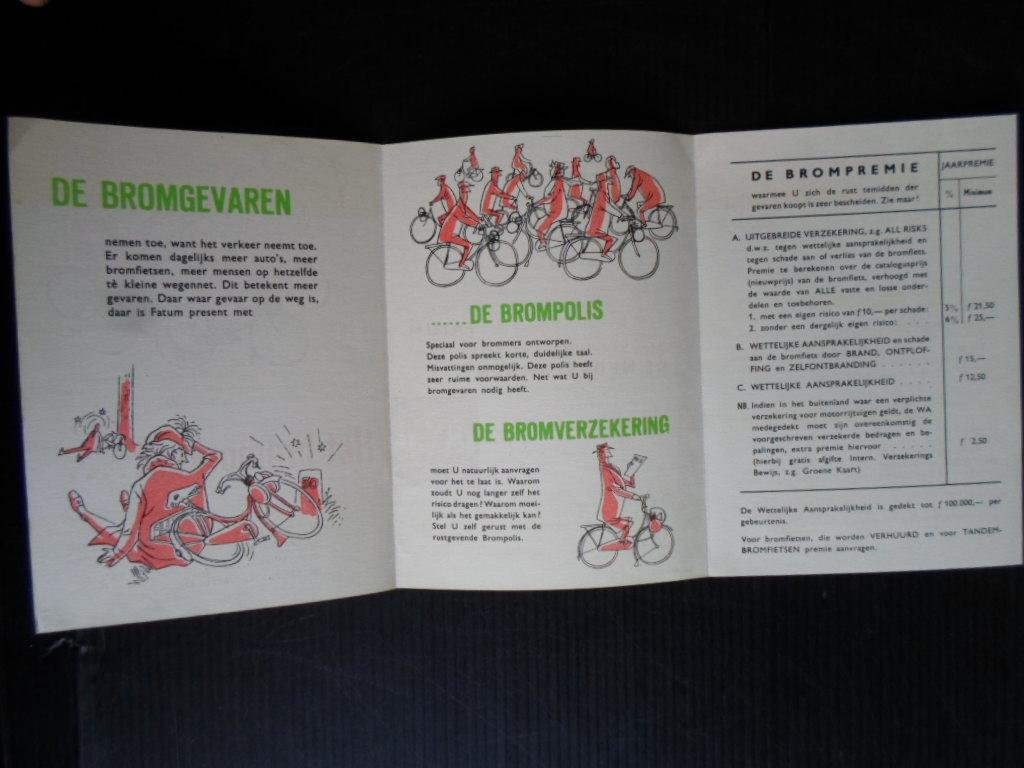 DE BROMGEVAREN
nemen toe, want het verkeer neemt toe.
Er komen dagelijks meer auto's, meer
bromfietsen, meer mensen op hetzelfde
tè kleine wegennet. Dit betekent meer
gevaren. Daar waar gevaar op de weg is,
daar is Fatum present met
......DE BROMPOLIS
Speciaal voor brommers ontworpen.
Deze polis spreekt korte, duidelijke taal.
Misvattingen onmogelijk. Deze polis heeft
zeer ruime voorwaarden. Net wat U bij
bromgevaren nodig heeft.
DE BROMVERZEKERING
moet U natuurlijk aanvragen
voor het te laat is. Waarom
zoudt U nog langer zelf het
risico dragen? Waarom moei-
lijk als het gemakkelijk kan?
Stel U zelf gerust met de
rustgevende Brompolis.
DE BROMPREMIE
waarmee U zich de rust temidden der
gevaren koopt is zeer bescheiden. Zie maar!
JAARPREMIE
% Minimum
A. UITGEBREIDE VERZEKERING, z.g. ALL RISKS
d.w.z. tegen wettelijke aansprakelijkheid en
tegen schade aan of verlies van de bromfiets.
Premie te berekenen over de catalogusprijs
(nieuwprijs) van de bromfiets, verhoogd met
de waarde van ALLE vaste en losse onder-
delen en toebehoren.
1. met een eigen risico van f 10,— per schade: 5% f 21,50
2. zonder een dergelijk eigen risico: . . . 6% f 25,—
B. WETTELIJKE AANSPRAKELIJKHEID en schade
aan de bromfiets door BRAND, ONTPLOF-
FING en ZELFONTBRANDING . . . . . . f 15,—
C. WETTELIJKE AANSPRAKELIJKHEID . . . . f 12,50
NB. Indien in het buitenland waar een verplichte
verzekering voor motorrijtuigen geldt, de WA
medegedekt moet zijn overeenkomstig de
voorgeschreven verzekerde bedragen en be-
palingen, extra premie hiervoor . . . . . f 2,50
(hierbij gratis afgifte Intern. Verzekerings
Bewijs, z.g. Groene Kaart)
De Wettelijke Aansprakelijkheid is gedekt tot f 100.000,— per
gebeurtenis.
Voor bromfietsen, die worden VERHUURD en voor TANDEM-
BROMFIETSEN premie aanvragen.